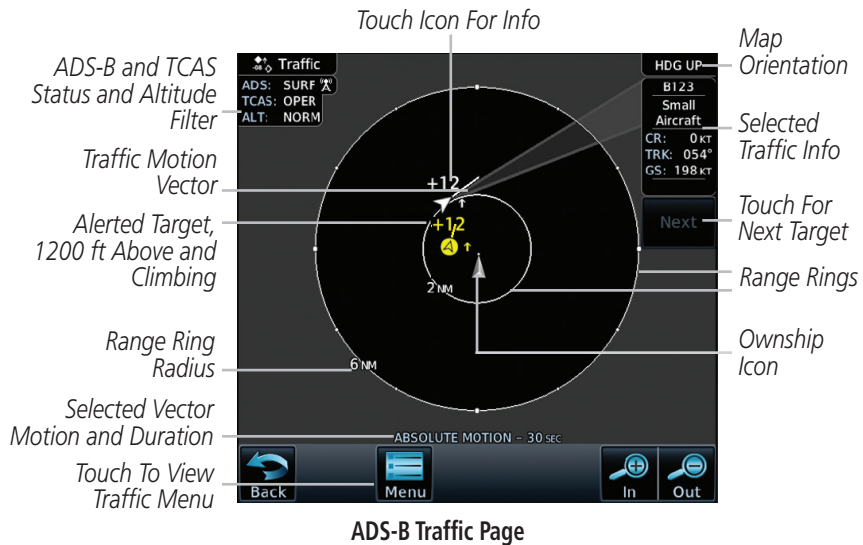 Touch Icon For Info
Map
Orientation
ADS-B and TCAS
Status and Altitude
Filter
Traffic Motion
Vector
Alerted Target,
1200 ft Above and
Climbing
Range Ring
Radius
Selected Vector
Motion and Duration
Touch To View
Traffic Menu
-08 Traffic
ADS: SURF
TCAS: OPER
ALT: NORM
+12
+12
2 NM
6 NM
ABSOLUTE MOTION – 30 SEC
Back
Menu
In
Out
HDG UP
B123
Small
Aircraft
CR: 0 KT
TRK: 054°
GS: 198 KT
Next
Selected
Traffic Info
Touch For
Next Target
Range Rings
Ownship
Icon
ADS-B Traffic Page